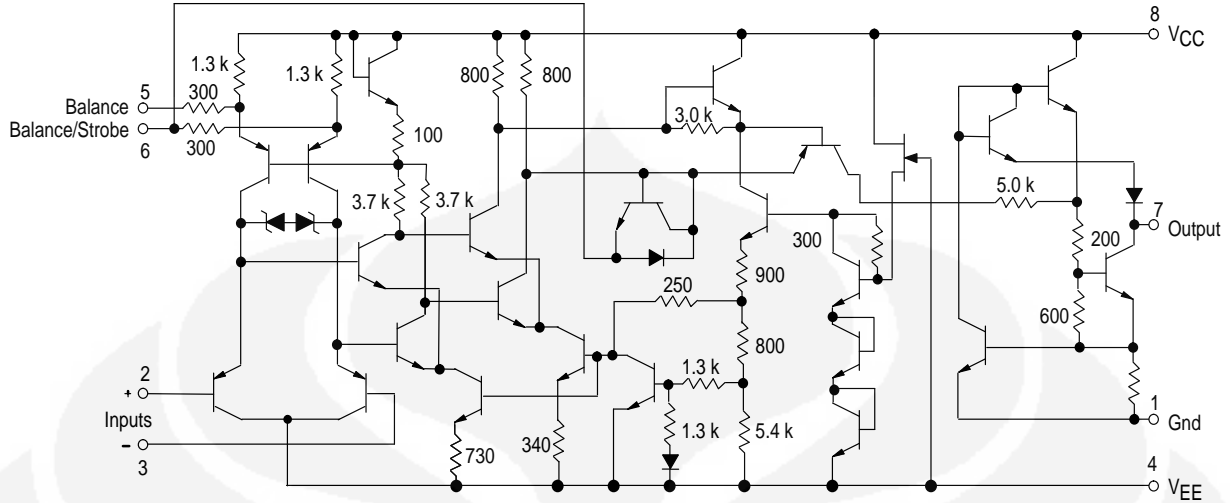 8
VCC
1.3 k
1.3 k
800
800
5
Balance
300
Balance/Strobe
6
300
100
3.0 k
3.7 k
3.7 k
5.0 k
7
Output
300
200
900
250
600
800
2
+
Inputs
–
3
1.3 k
730
340
1.3 k
5.4 k
1
Gnd
4
VEE